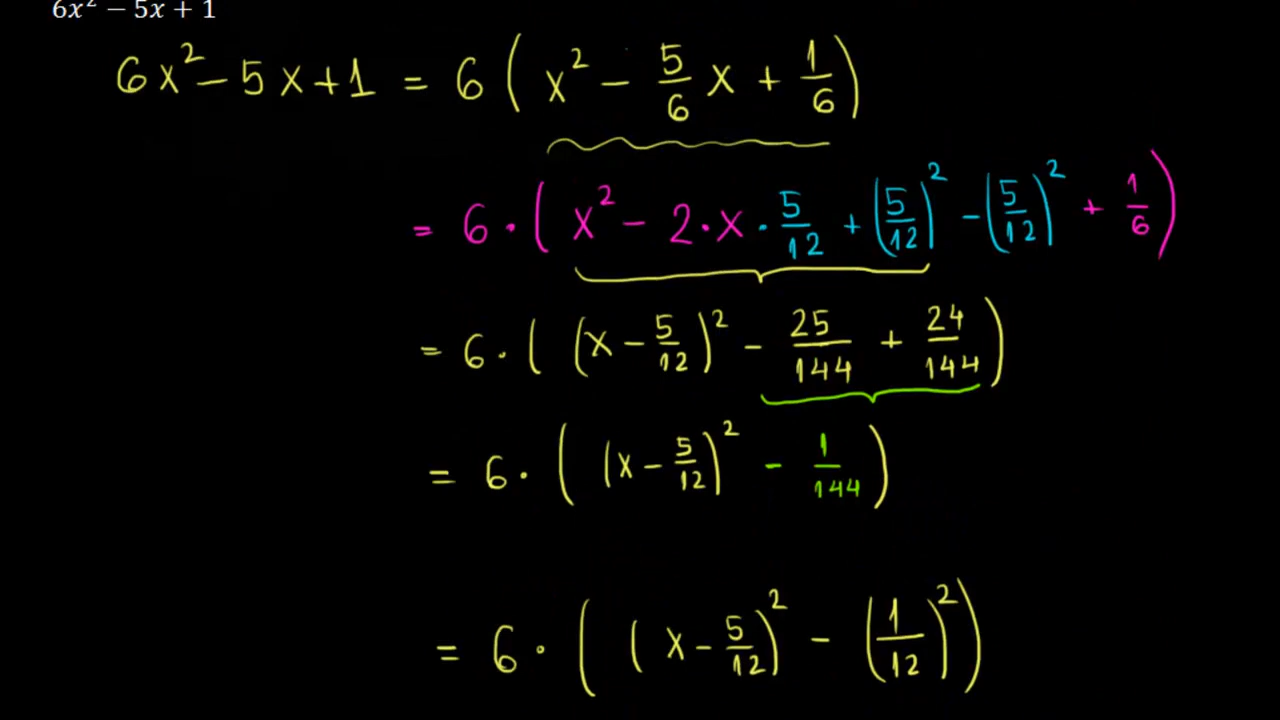 6x² − 5x + 1
6x² − 5x + 1 = 6 ( x² − 5/6 x + 1/6 )
= 6 · ( x² − 2 · x · 5/12 + (5/12)² − (5/12)² + 1/6 )
= 6 · ( (x − 5/12)² − 25/144 + 24/144 )
= 6 · ( (x − 5/12)² − 1/144 )
= 6 · ( ( x − 5/12 )² − (1/12)² )